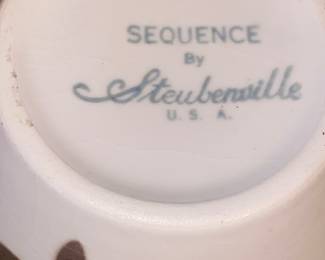 SEQUENCE
By
Steubenville
U. S. A.